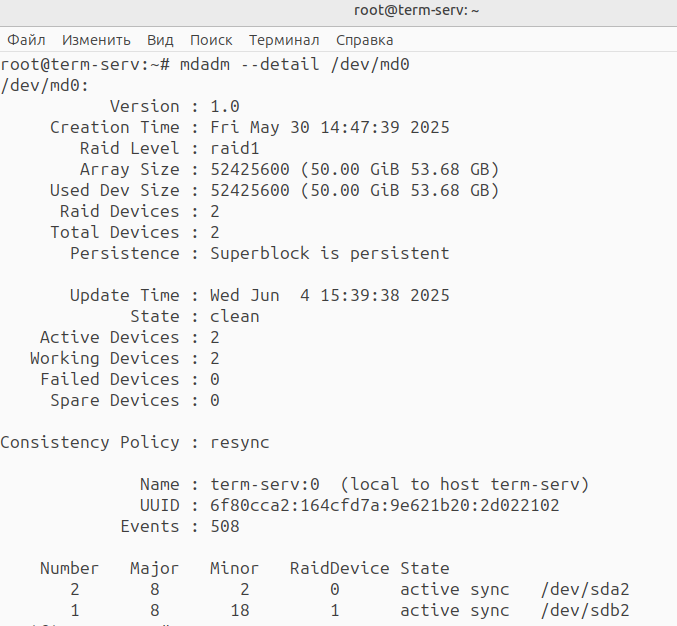 root@term-serv: ~
Файл Изменить Вид Поиск Терминал Справка
root@term-serv:~# mdadm --detail /dev/md0
/dev/md0:
Version : 1.0
Creation Time : Fri May 30 14:47:39 2025
Raid Level : raid1
Array Size : 52425600 (50.00 GiB 53.68 GB)
Used Dev Size : 52425600 (50.00 GiB 53.68 GB)
Raid Devices : 2
Total Devices : 2
Persistence : Superblock is persistent
Update Time : Wed Jun  4 15:39:38 2025
State : clean
Active Devices : 2
Working Devices : 2
Failed Devices : 0
Spare Devices : 0
Consistency Policy : resync
Name : term-serv:0  (local to host term-serv)
UUID : 6f80cca2:164cfd7a:9e621b20:2d022102
Events : 508
Number Major Minor RaidDevice State
2 8 2 0 active sync /dev/sda2
1 8 18 1 active sync /dev/sdb2